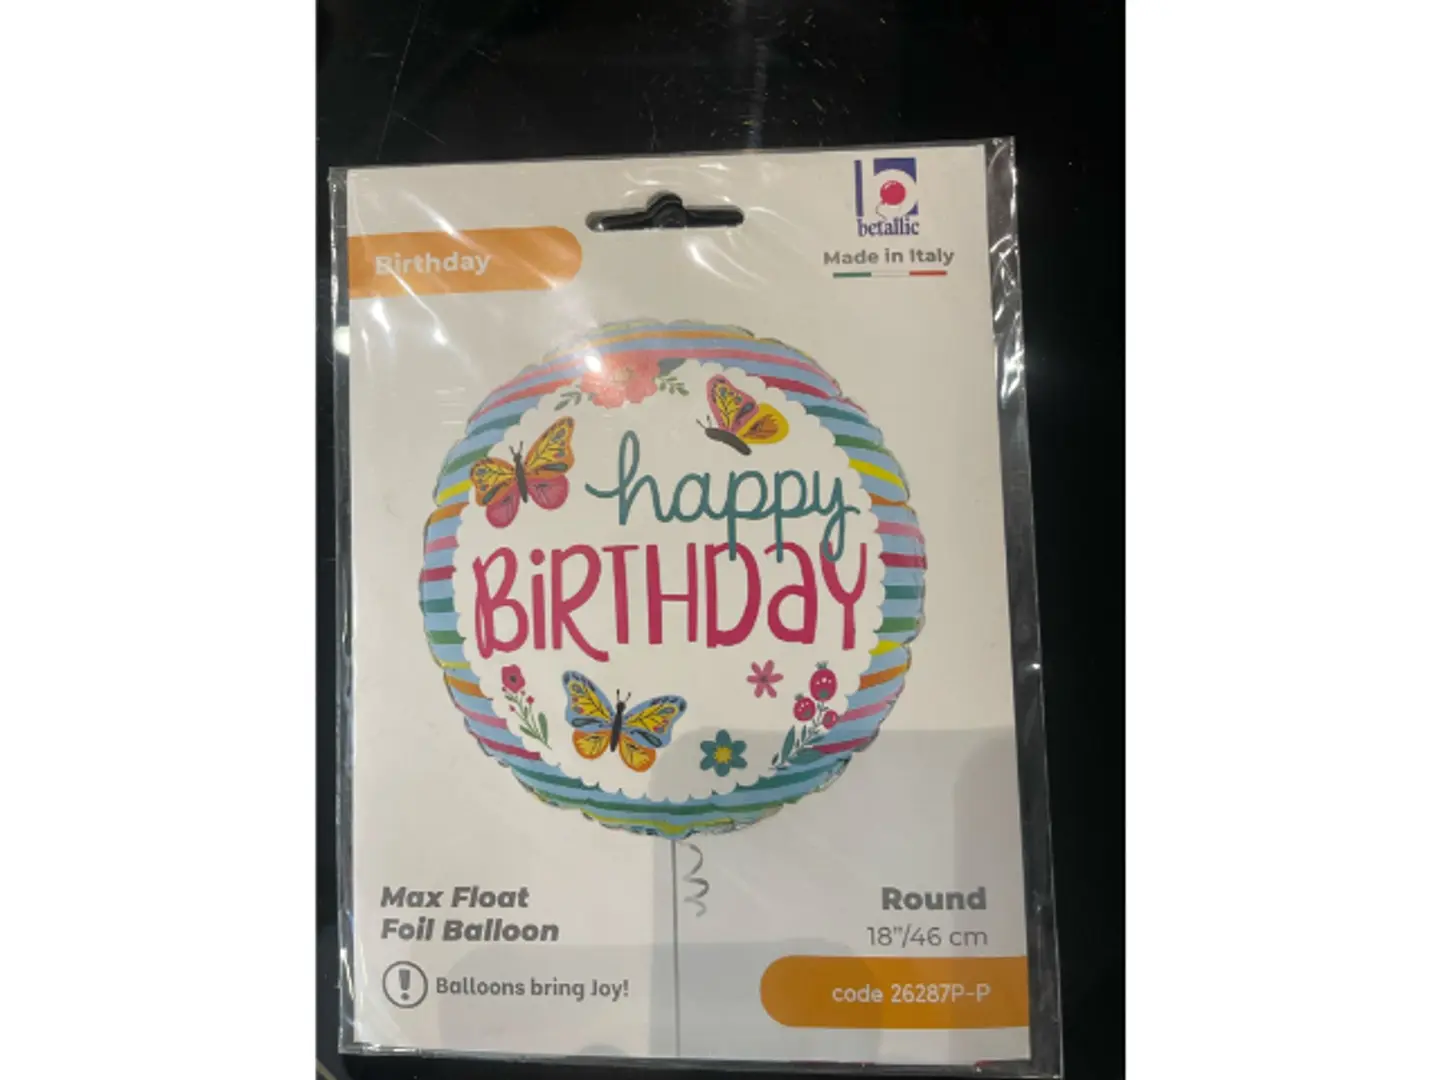 betallic
Made in Italy
Birthday
happy
BiRTHDaY
Max Float
Foil Balloon
Balloons bring Joy!
Round
18"/46 cm
code 26287P-P